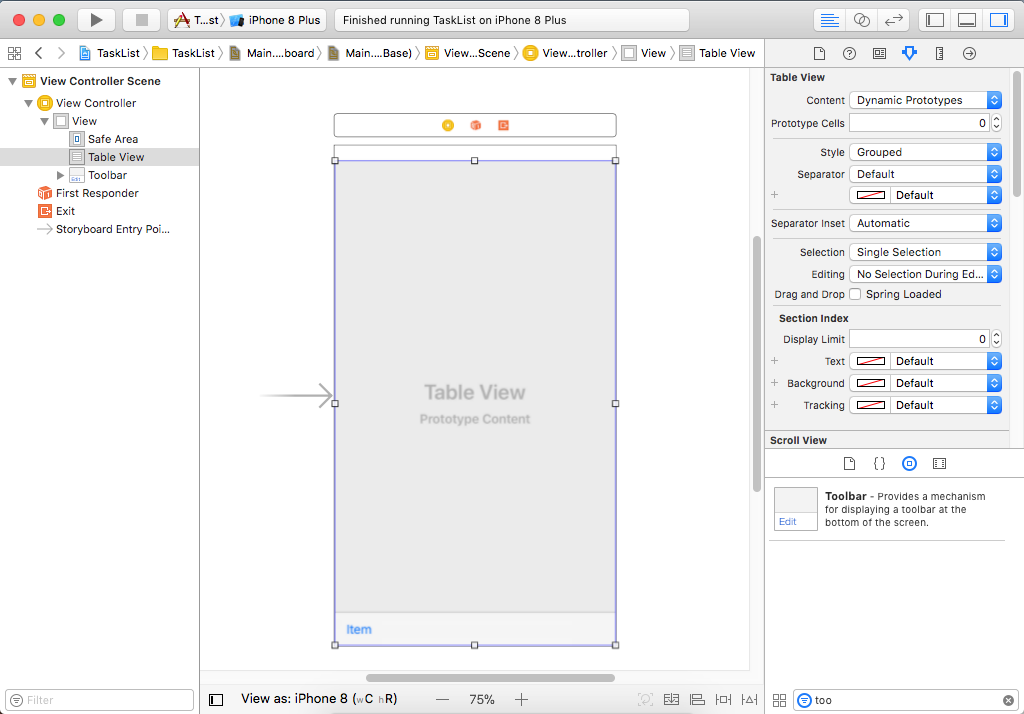 T...st iPhone 8 Plus Finished running TaskList on iPhone 8 Plus
TaskList TaskList Main....board Main....Base) View...Scene View...troller View Table View
View Controller Scene
View Controller
View
Safe Area
Table View
Toolbar
First Responder
Exit
Storyboard Entry Poi...
Filter
Table View
Prototype Content
Item
View as: iPhone 8 (wC hR)
75%
Table View
Content Dynamic Prototypes
Prototype Cells 0
Style Grouped
Separator Default
Default
Separator Inset Automatic
Selection Single Selection
Editing No Selection During Ed...
Drag and Drop Spring Loaded
Section Index
Display Limit 0
Text Default
Background Default
Tracking Default
Scroll View
{}
Edit
Toolbar - Provides a mechanism
for displaying a toolbar at the
bottom of the screen.
too